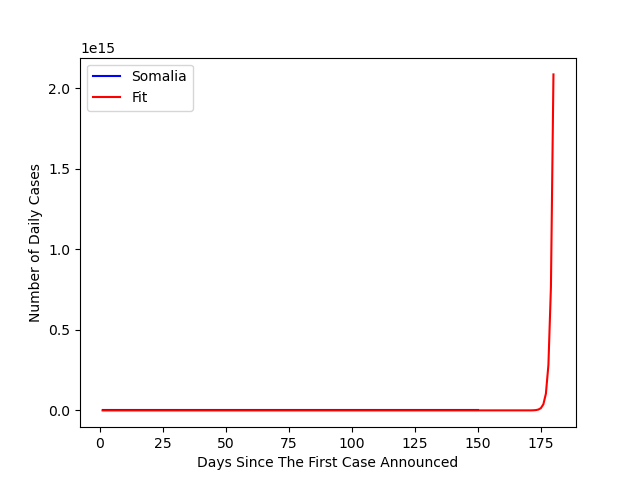 1e15
Somalia
Fit
2.0
1.5
1.0
0.5
0.0
Number of Daily Cases
0 25 50 75 100 125 150 175
Days Since The First Case Announced